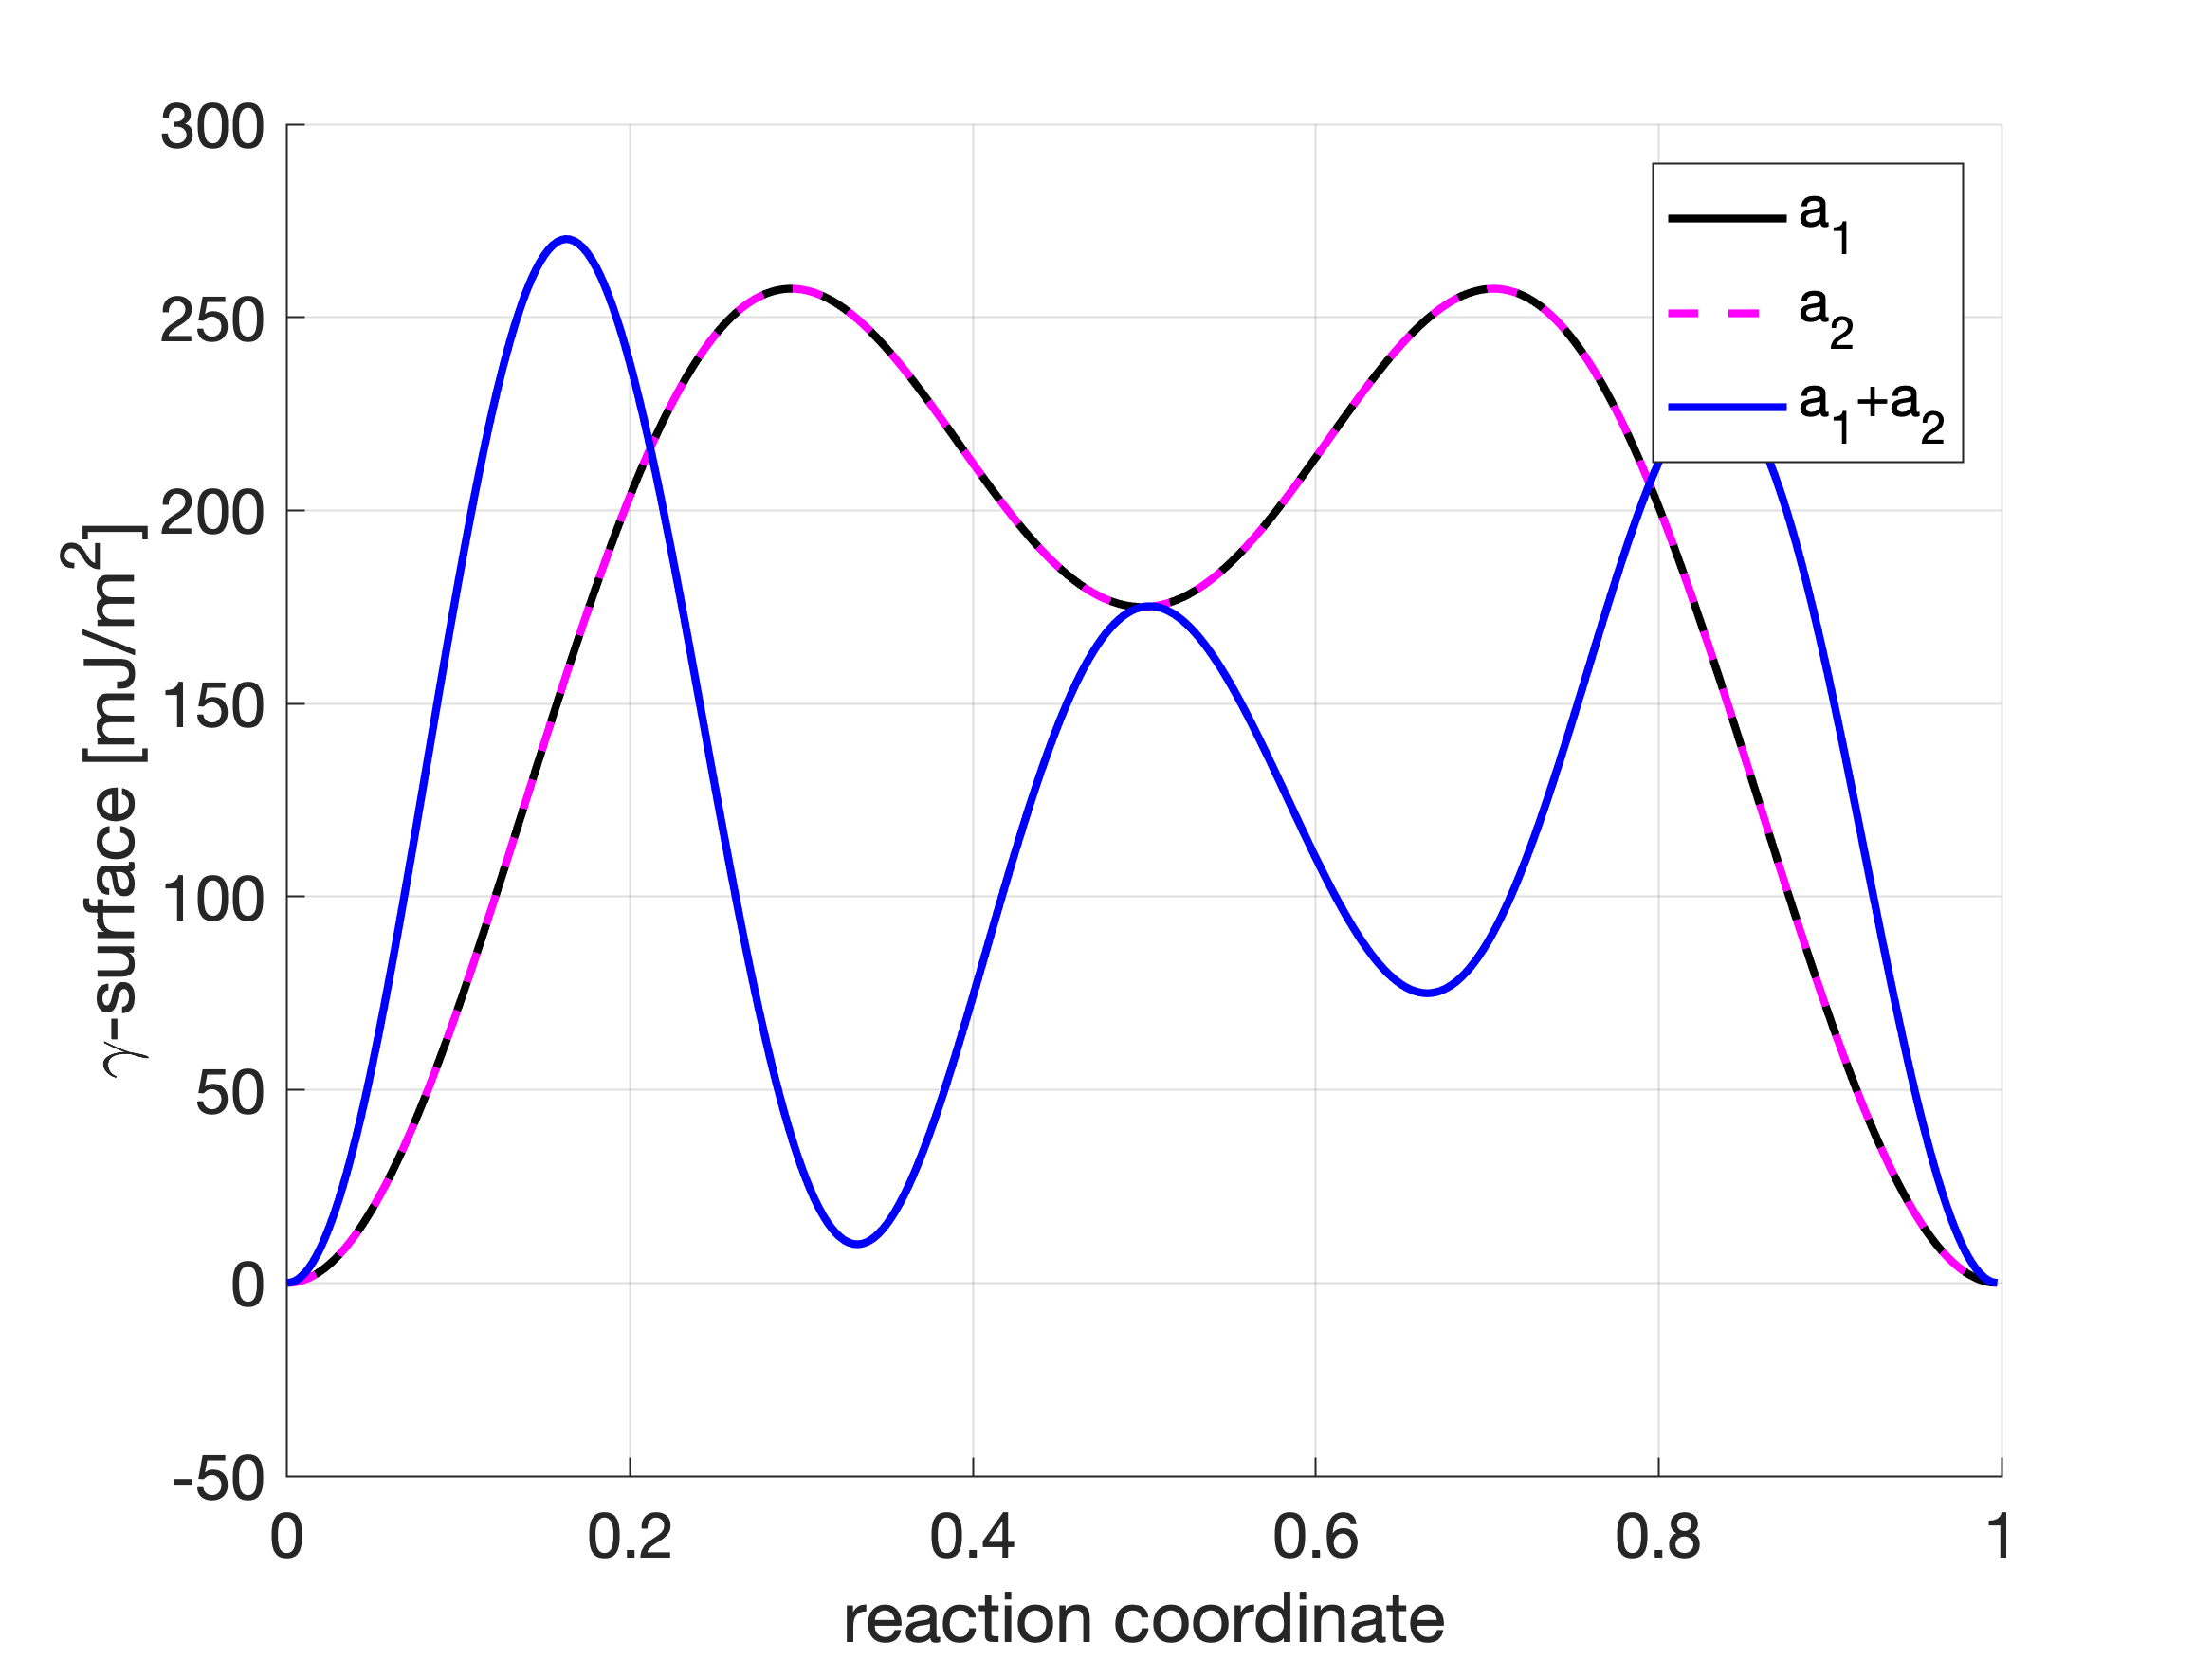 300
250
200
150
100
50
0
-50
0 0.2 0.4 0.6 0.8 1
reaction coordinate
γ-surface [mJ/m²]
a₁
a₂
a₁+a₂